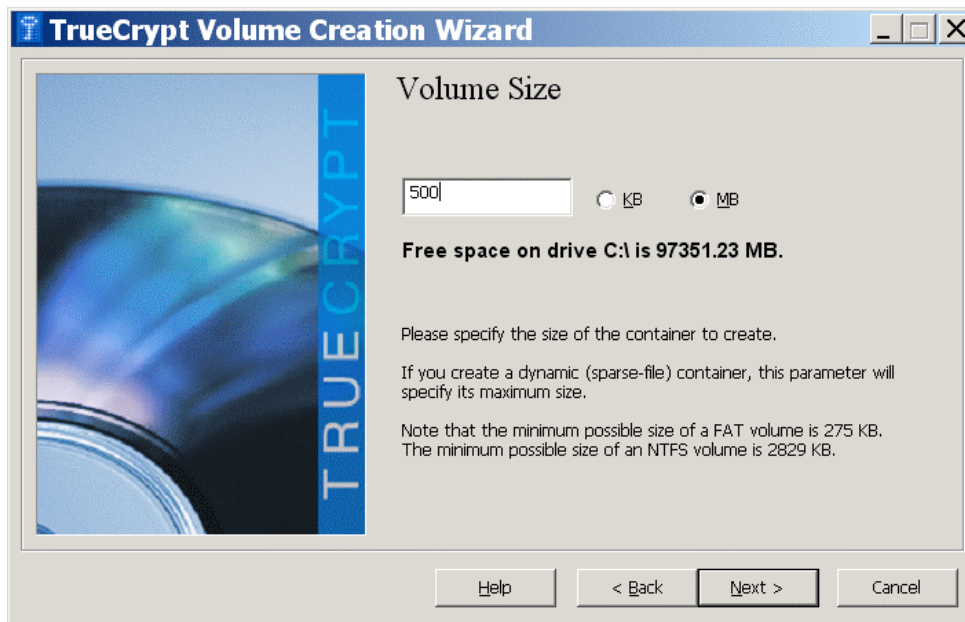 TrueCrypt Volume Creation Wizard
TRUECRYPT
Volume Size
500
KB
MB
Free space on drive C:\ is 97351.23 MB.
Please specify the size of the container to create.
If you create a dynamic (sparse-file) container, this parameter will
specify its maximum size.
Note that the minimum possible size of a FAT volume is 275 KB.
The minimum possible size of an NTFS volume is 2829 KB.
Help
< Back
Next >
Cancel